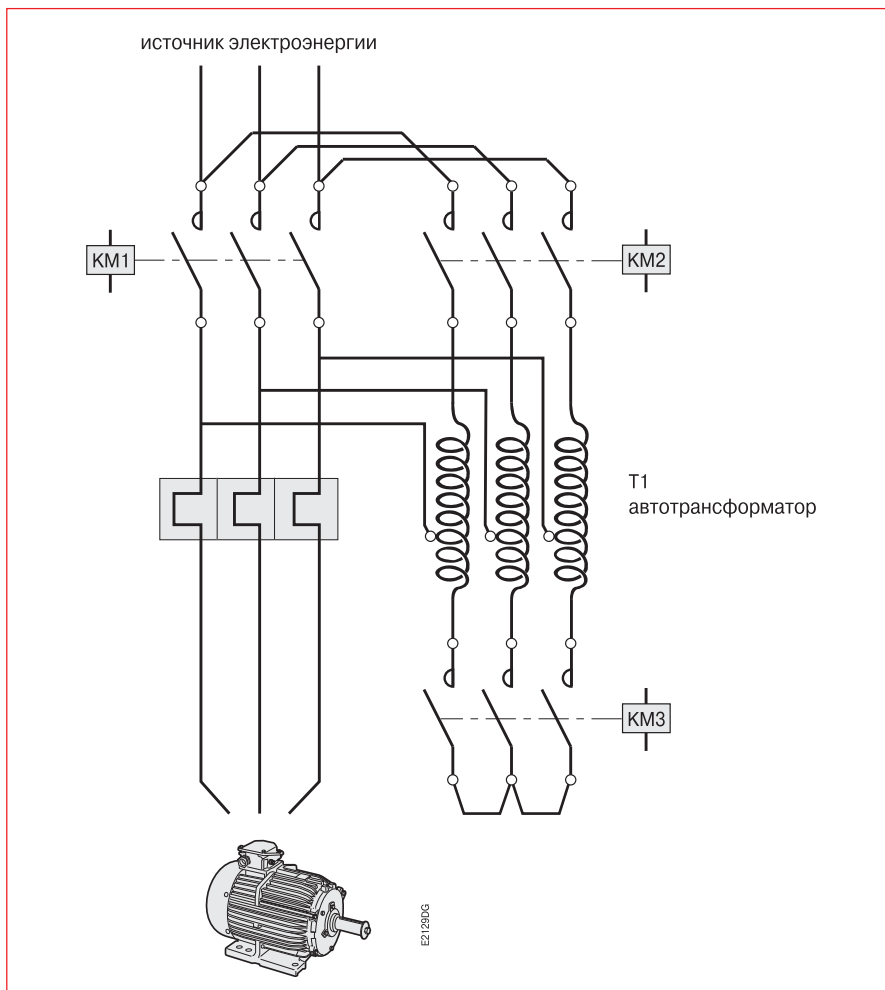 источник электроэнергии
KM1
KM2
T1
автотрансформатор
KM3
E2129DG